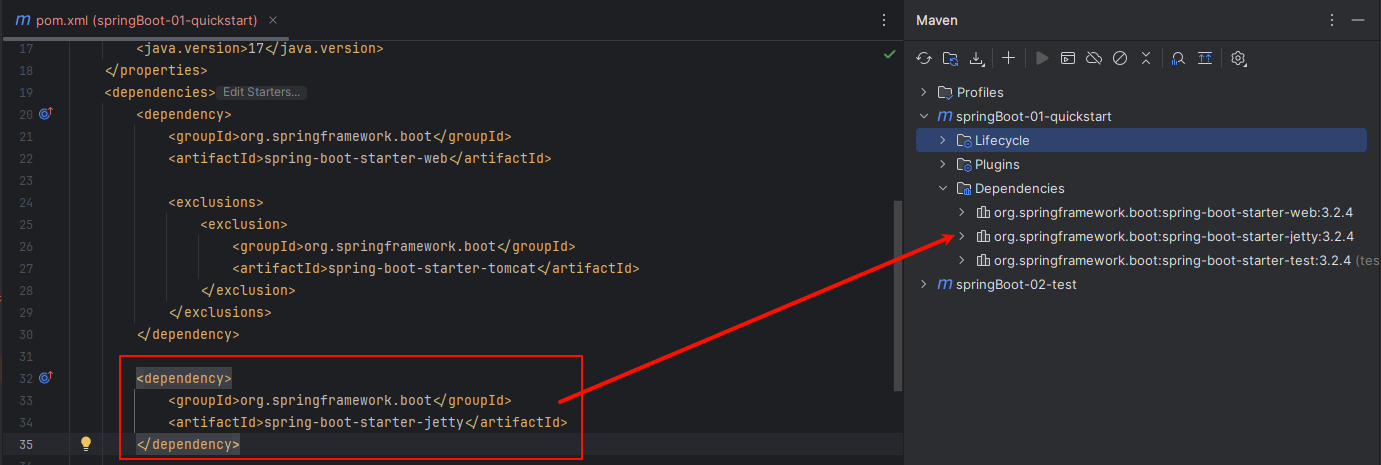 m pom.xml (springBoot-01-quickstart) ×
17 <java.version>17</java.version>
18 </properties>
19 <dependencies> Edit Starters...
20 <dependency>
21 <groupId>org.springframework.boot</groupId>
22 <artifactId>spring-boot-starter-web</artifactId>
23
24 <exclusions>
25 <exclusion>
26 <groupId>org.springframework.boot</groupId>
27 <artifactId>spring-boot-starter-tomcat</artifactId>
28 </exclusion>
29 </exclusions>
30 </dependency>
31
32 <dependency>
33 <groupId>org.springframework.boot</groupId>
34 <artifactId>spring-boot-starter-jetty</artifactId>
35 </dependency>
Maven
Profiles
m springBoot-01-quickstart
Lifecycle
Plugins
Dependencies
org.springframework.boot:spring-boot-starter-web:3.2.4
org.springframework.boot:spring-boot-starter-jetty:3.2.4
org.springframework.boot:spring-boot-starter-test:3.2.4 (tes
m springBoot-02-test